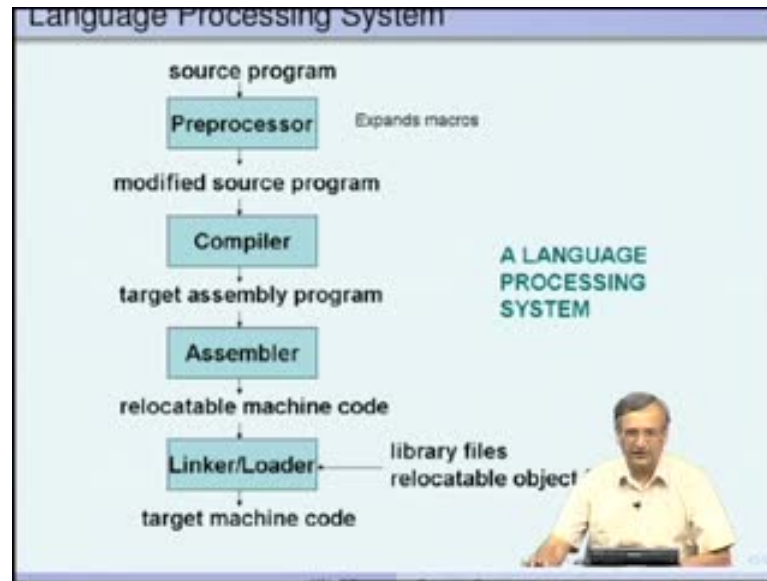 Language Processing System
source program
Preprocessor
Expands macros
modified source program
Compiler
A LANGUAGE
PROCESSING
SYSTEM
target assembly program
Assembler
relocatable machine code
Linker/Loader
library files
relocatable object
target machine code